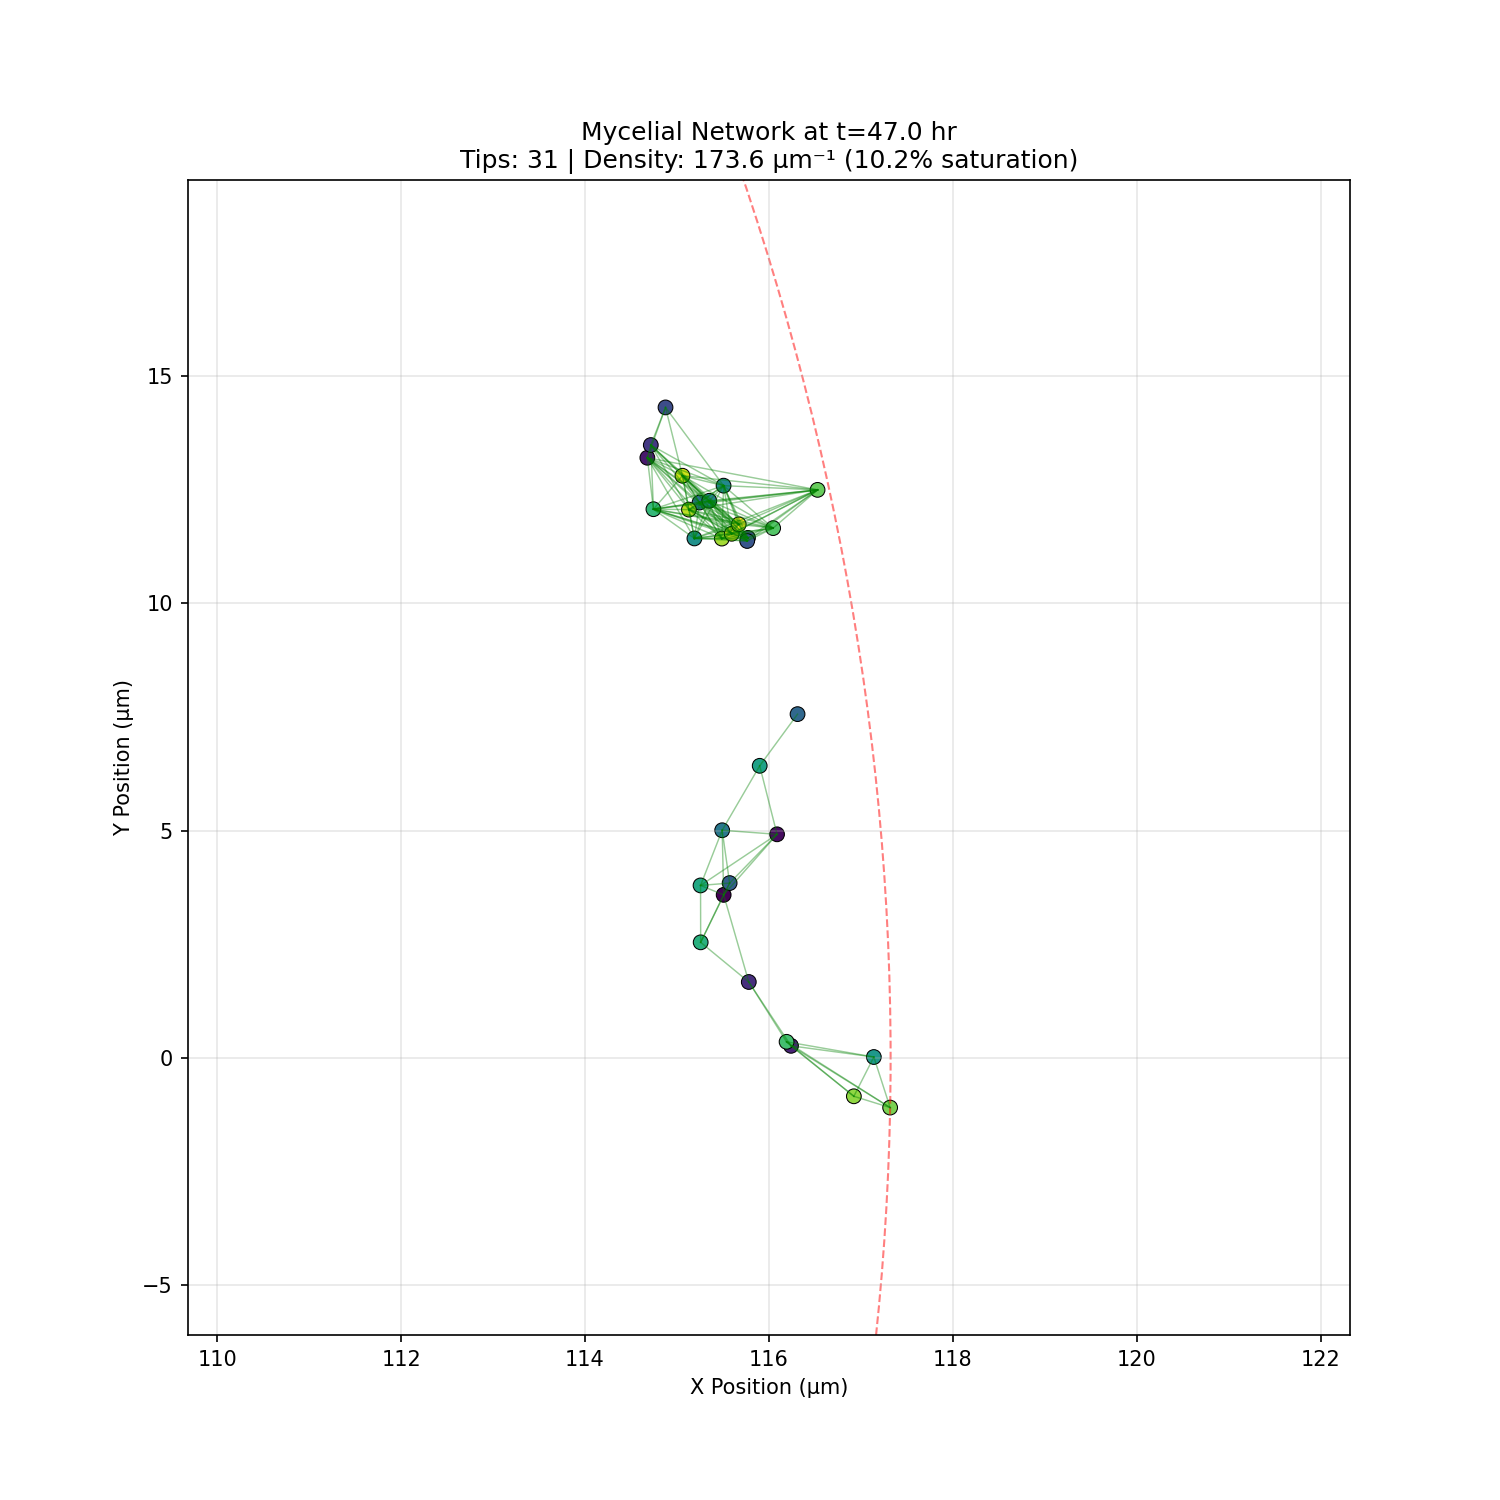 Mycelial Network at t=47.0 hr
Tips: 31 | Density: 173.6 µm⁻¹ (10.2% saturation)
15
10
5
0
−5
Y Position (µm)
110 112 114 116 118 120 122
X Position (µm)